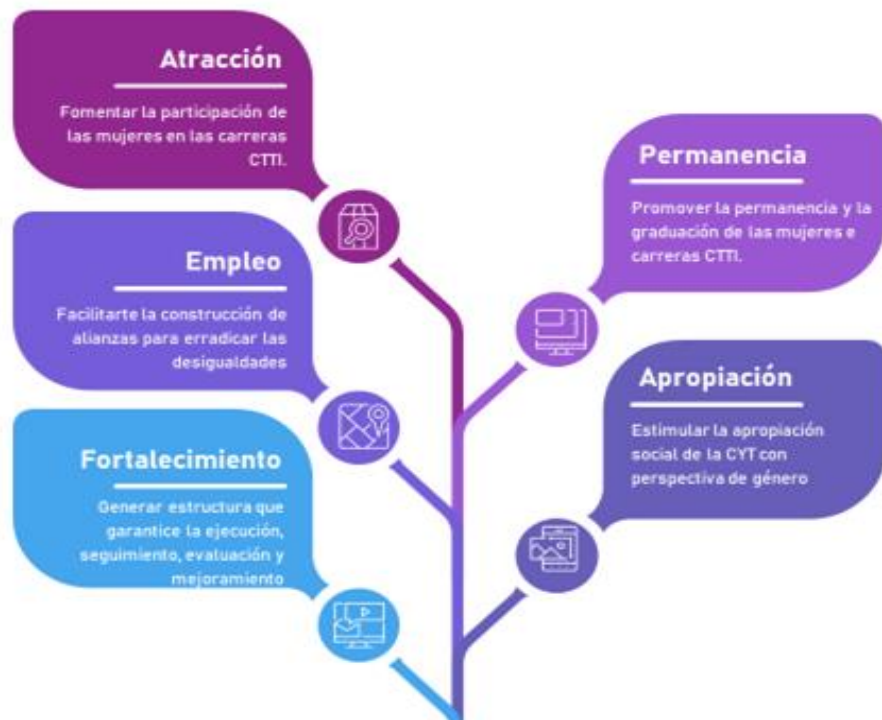 Atracción
Fomentar la participación de
las mujeres en las carreras
CTTI.
Permanencia
Promover la permanencia y la
graduación de las mujeres e
carreras CTTI.
Empleo
Facilitarte la construcción de
alianzas para erradicar las
desigualdades
Apropiación
Estimular la apropiación
social de la CYT con
perspectiva de género
Fortalecimiento
Generar estructura que
garantice la ejecución,
seguimiento, evaluación y
mejoramiento